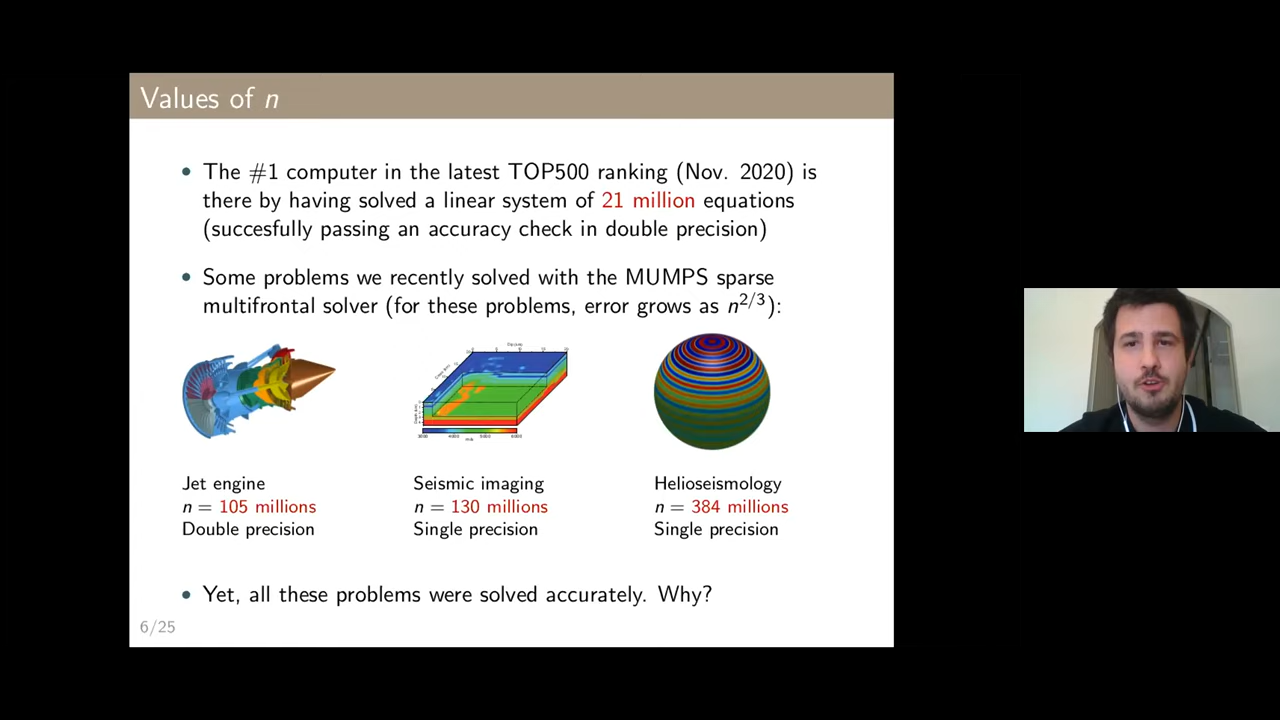 Values of n
• The #1 computer in the latest TOP500 ranking (Nov. 2020) is
there by having solved a linear system of 21 million equations
(succesfully passing an accuracy check in double precision)
• Some problems we recently solved with the MUMPS sparse
multifrontal solver (for these problems, error grows as n^{2/3}):
Jet engine
n = 105 millions
Double precision
Seismic imaging
n = 130 millions
Single precision
Helioseismology
n = 384 millions
Single precision
• Yet, all these problems were solved accurately. Why?
6/25